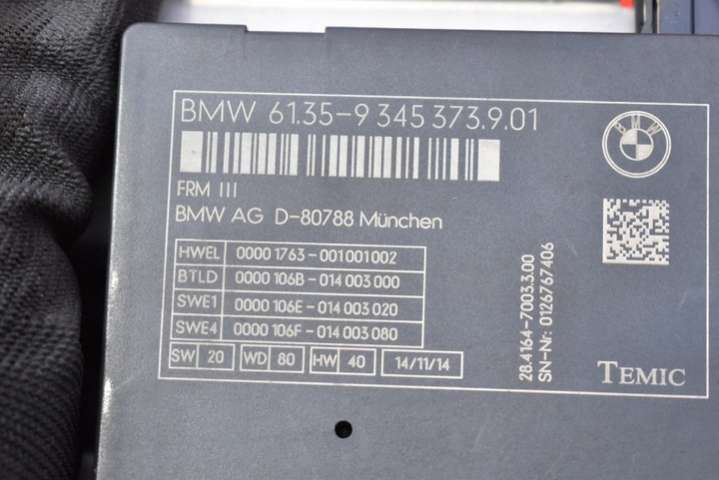 BMW 61.35-9 345 373.9.01
BMW
FRM III
BMW AG D-80788 München
HWEL 0000 1763-001001002
BTLD 0000 106B-014 003 000
SWE1 0000 106E-014 003 020
SWE4 0000 106F-014 003 080
SW 20 WD 80 HW 40 14/11/14
28.4164-7003.3.00
SN-Nr: 0126767406
TEMIC